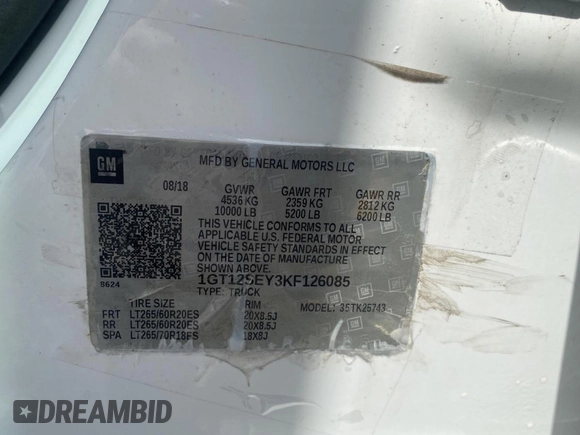 GM
MFD BY GENERAL MOTORS LLC
08/18 GVWR GAWR FRT GAWR RR
4536 KG 2359 KG 2812 KG
10000 LB 5200 LB 6200 LB
THIS VEHICLE CONFORMS TO ALL
APPLICABLE U.S. FEDERAL MOTOR
VEHICLE SAFETY STANDARDS IN EFFECT
ON THE DATE OF MANUFACTURE
SHOWN ABOVE.
1GT12SEY3KF126085
TYPE: TRUCK
S624
TIRE SIZE RIM MODEL: 35TK25743
FRT LT265/60R20ES 20X8.5J
RR LT265/60R20ES 20X8.5J
SPA LT265/70R18ES 18X8J
DREAMBID